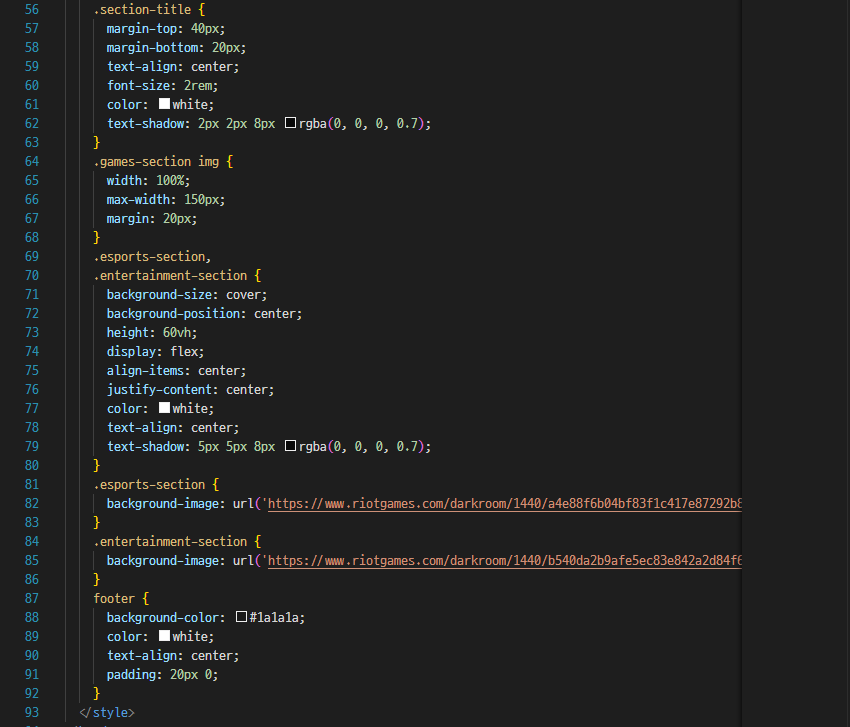 56 .section-title {
57 margin-top: 40px;
58 margin-bottom: 20px;
59 text-align: center;
60 font-size: 2rem;
61 color: white;
62 text-shadow: 2px 2px 8px rgba(0, 0, 0, 0.7);
63 }
64 .games-section img {
65 width: 100%;
66 max-width: 150px;
67 margin: 20px;
68 }
69 .esports-section,
70 .entertainment-section {
71 background-size: cover;
72 background-position: center;
73 height: 60vh;
74 display: flex;
75 align-items: center;
76 justify-content: center;
77 color: white;
78 text-align: center;
79 text-shadow: 5px 5px 8px rgba(0, 0, 0, 0.7);
80 }
81 .esports-section {
82 background-image: url('https://www.riotgames.com/darkroom/1440/a4e88f6b04bf83f1c417e87292b8
83 }
84 .entertainment-section {
85 background-image: url('https://www.riotgames.com/darkroom/1440/b540da2b9afe5ec83e842a2d84f6
86 }
87 footer {
88 background-color: #1a1a1a;
89 color: white;
90 text-align: center;
91 padding: 20px 0;
92 }
93 </style>